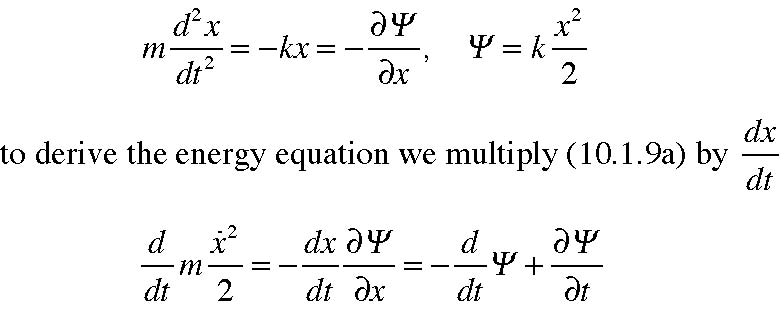 m d²x/dt² = −kx = −∂Ψ/∂x, Ψ = k x²/2
to derive the energy equation we multiply (10.1.9a) by dx/dt
d/dt m ẋ²/2 = −dx/dt ∂Ψ/∂x = −d/dt Ψ + ∂Ψ/∂t